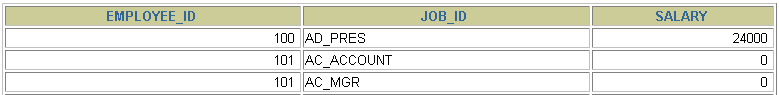 EMPLOYEE_ID JOB_ID SALARY
100 AD_PRES 24000
101 AC_ACCOUNT 0
101 AC_MGR 0